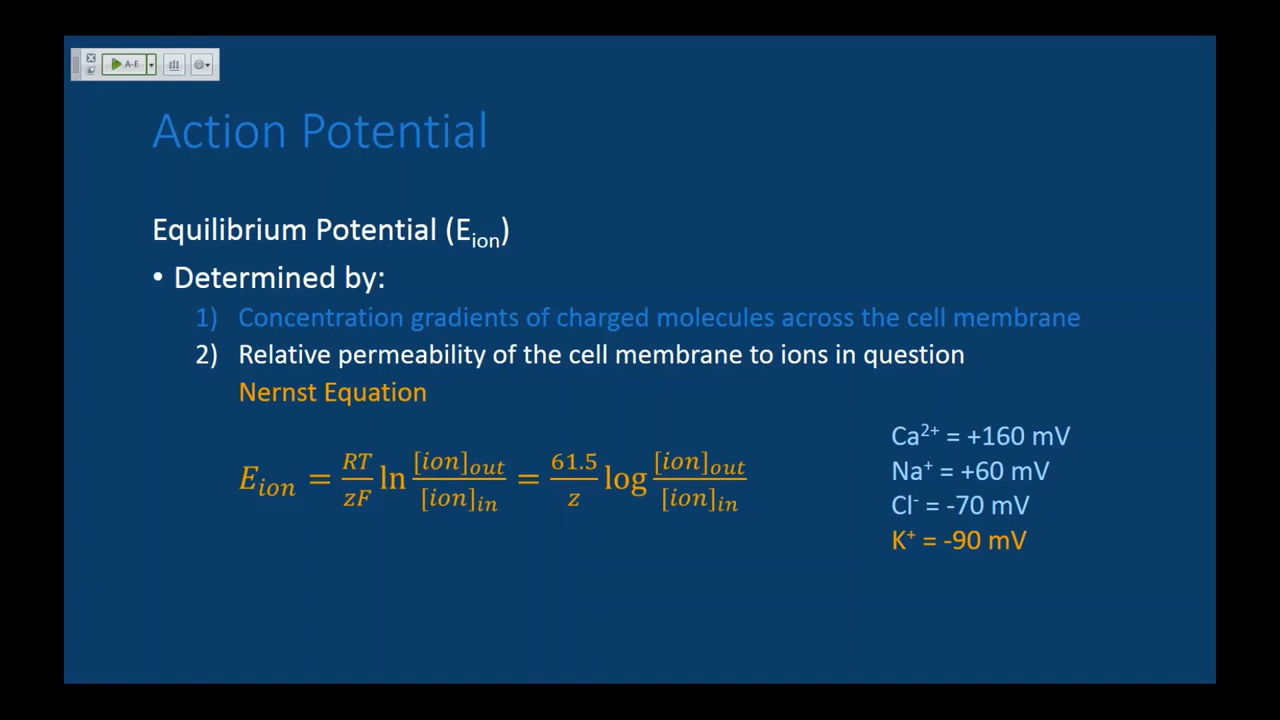 A-E
Action Potential
Equilibrium Potential (E_ion)
• Determined by:
1) Concentration gradients of charged molecules across the cell membrane
2) Relative permeability of the cell membrane to ions in question
Nernst Equation
E_ion = RT/zF ln [ion]_out/[ion]_in = 61.5/z log [ion]_out/[ion]_in
Ca²⁺ = +160 mV
Na⁺ = +60 mV
Cl⁻ = -70 mV
K⁺ = -90 mV